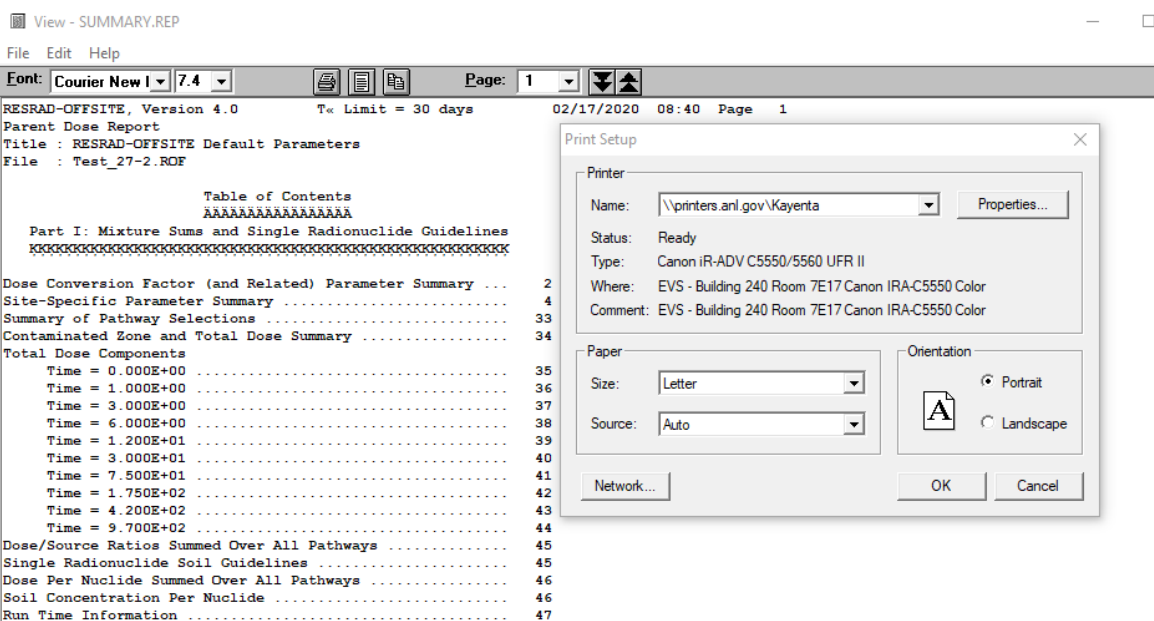 View - SUMMARY.REP
File Edit Help
Font: Courier New 7.4 Page: 1
RESRAD-OFFSITE, Version 4.0 T« Limit = 30 days 02/17/2020 08:40 Page 1
Parent Dose Report
Title : RESRAD-OFFSITE Default Parameters
File : Test_27-2.ROF
Table of Contents
ÄÄÄÄÄÄÄÄÄÄÄÄÄÄÄÄÄ
Part I: Mixture Sums and Single Radionuclide Guidelines
Dose Conversion Factor (and Related) Parameter Summary ... 2
Site-Specific Parameter Summary .......................... 4
Summary of Pathway Selections ............................ 33
Contaminated Zone and Total Dose Summary ................. 34
Total Dose Components
Time = 0.000E+00 .................................... 35
Time = 1.000E+00 .................................... 36
Time = 3.000E+00 .................................... 37
Time = 6.000E+00 .................................... 38
Time = 1.200E+01 .................................... 39
Time = 3.000E+01 .................................... 40
Time = 7.500E+01 .................................... 41
Time = 1.750E+02 .................................... 42
Time = 4.200E+02 .................................... 43
Time = 9.700E+02 .................................... 44
Dose/Source Ratios Summed Over All Pathways .............. 45
Single Radionuclide Soil Guidelines ...................... 45
Dose Per Nuclide Summed Over All Pathways ................ 46
Soil Concentration Per Nuclide ........................... 46
Run Time Information ..................................... 47
Print Setup
Printer
Name: \\printers.anl.gov\Kayenta Properties...
Status: Ready
Type: Canon iR-ADV C5550/5560 UFR II
Where: EVS - Building 240 Room 7E17 Canon IRA-C5550 Color
Comment: EVS - Building 240 Room 7E17 Canon IRA-C5550 Color
Paper
Size: Letter
Source: Auto
Orientation
A
Portrait
Landscape
Network... OK Cancel